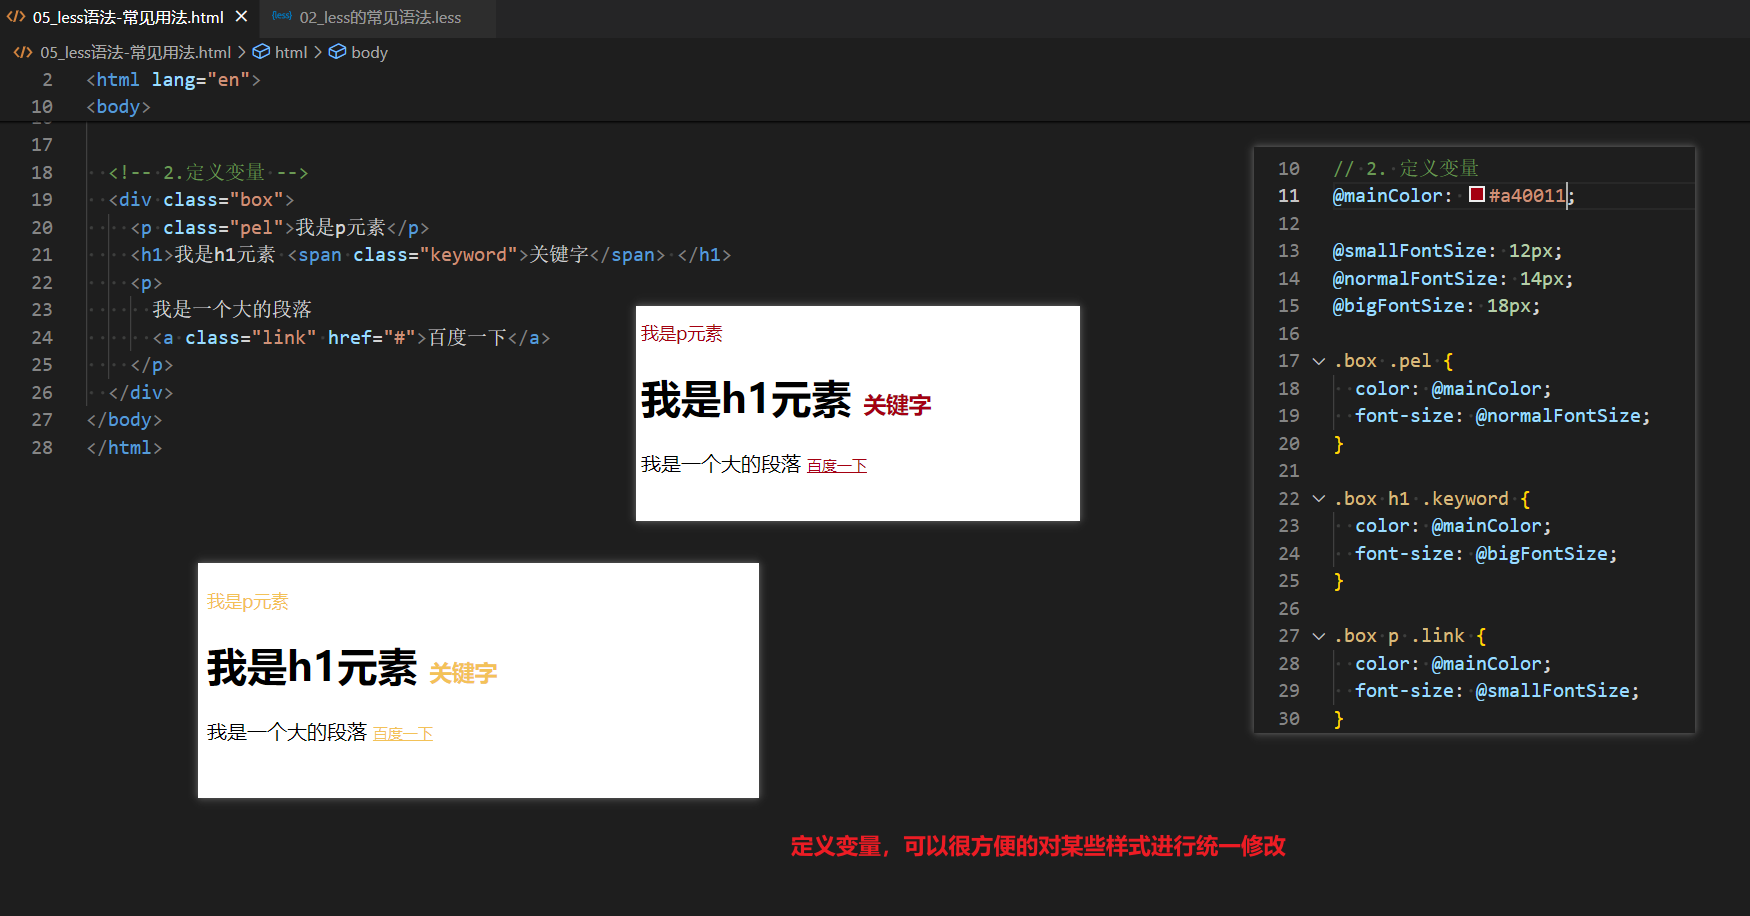 05_less语法-常见用法.html
02_less的常见语法.less
05_less语法-常见用法.html > html > body
2 <html lang="en">
10 <body>
17
18 <!-- 2.定义变量 -->
19 <div class="box">
20 <p class="pel">我是p元素</p>
21 <h1>我是h1元素 <span class="keyword">关键字</span> </h1>
22 <p>
23 我是一个大的段落
24 <a class="link" href="#">百度一下</a>
25 </p>
26 </div>
27 </body>
28 </html>
10 // 2. 定义变量
11 @mainColor: #a40011;
12
13 @smallFontSize: 12px;
14 @normalFontSize: 14px;
15 @bigFontSize: 18px;
16
17 .box .pel {
18 color: @mainColor;
19 font-size: @normalFontSize;
20 }
21
22 .box h1 .keyword {
23 color: @mainColor;
24 font-size: @bigFontSize;
25 }
26
27 .box p .link {
28 color: @mainColor;
29 font-size: @smallFontSize;
30 }
我是p元素
我是h1元素 关键字
我是一个大的段落 百度一下
我是p元素
我是h1元素 关键字
我是一个大的段落 百度一下
定义变量，可以很方便的对某些样式进行统一修改